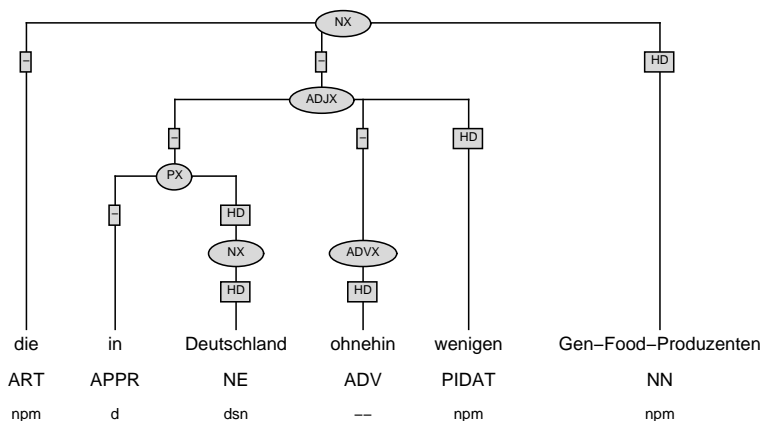 NX
– – HD
ADJX
– – HD
PX
– HD
NX ADVX
HD HD
die in Deutschland ohnehin wenigen Gen−Food−Produzenten
ART APPR NE ADV PIDAT NN
npm d dsn −− npm npm